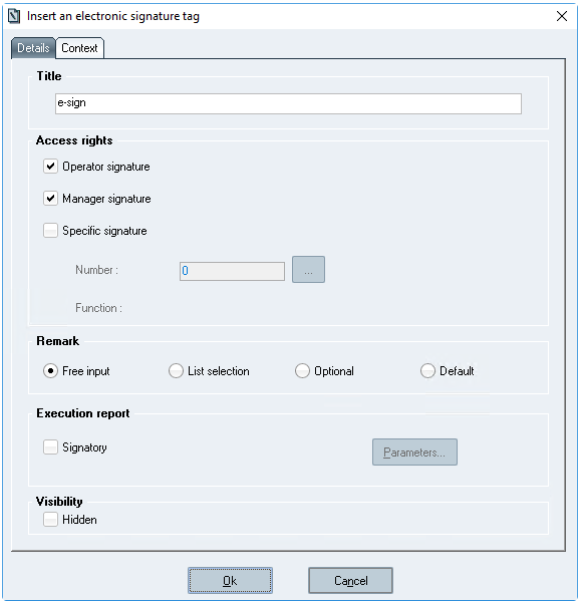 Insert an electronic signature tag
Details Context
Title
e-sign
Access rights
Operator signature
Manager signature
Specific signature
Number : 0 ...
Function :
Remark
Free input List selection Optional Default
Execution report
Signatory Parameters...
Visibility
Hidden
Ok Cancel